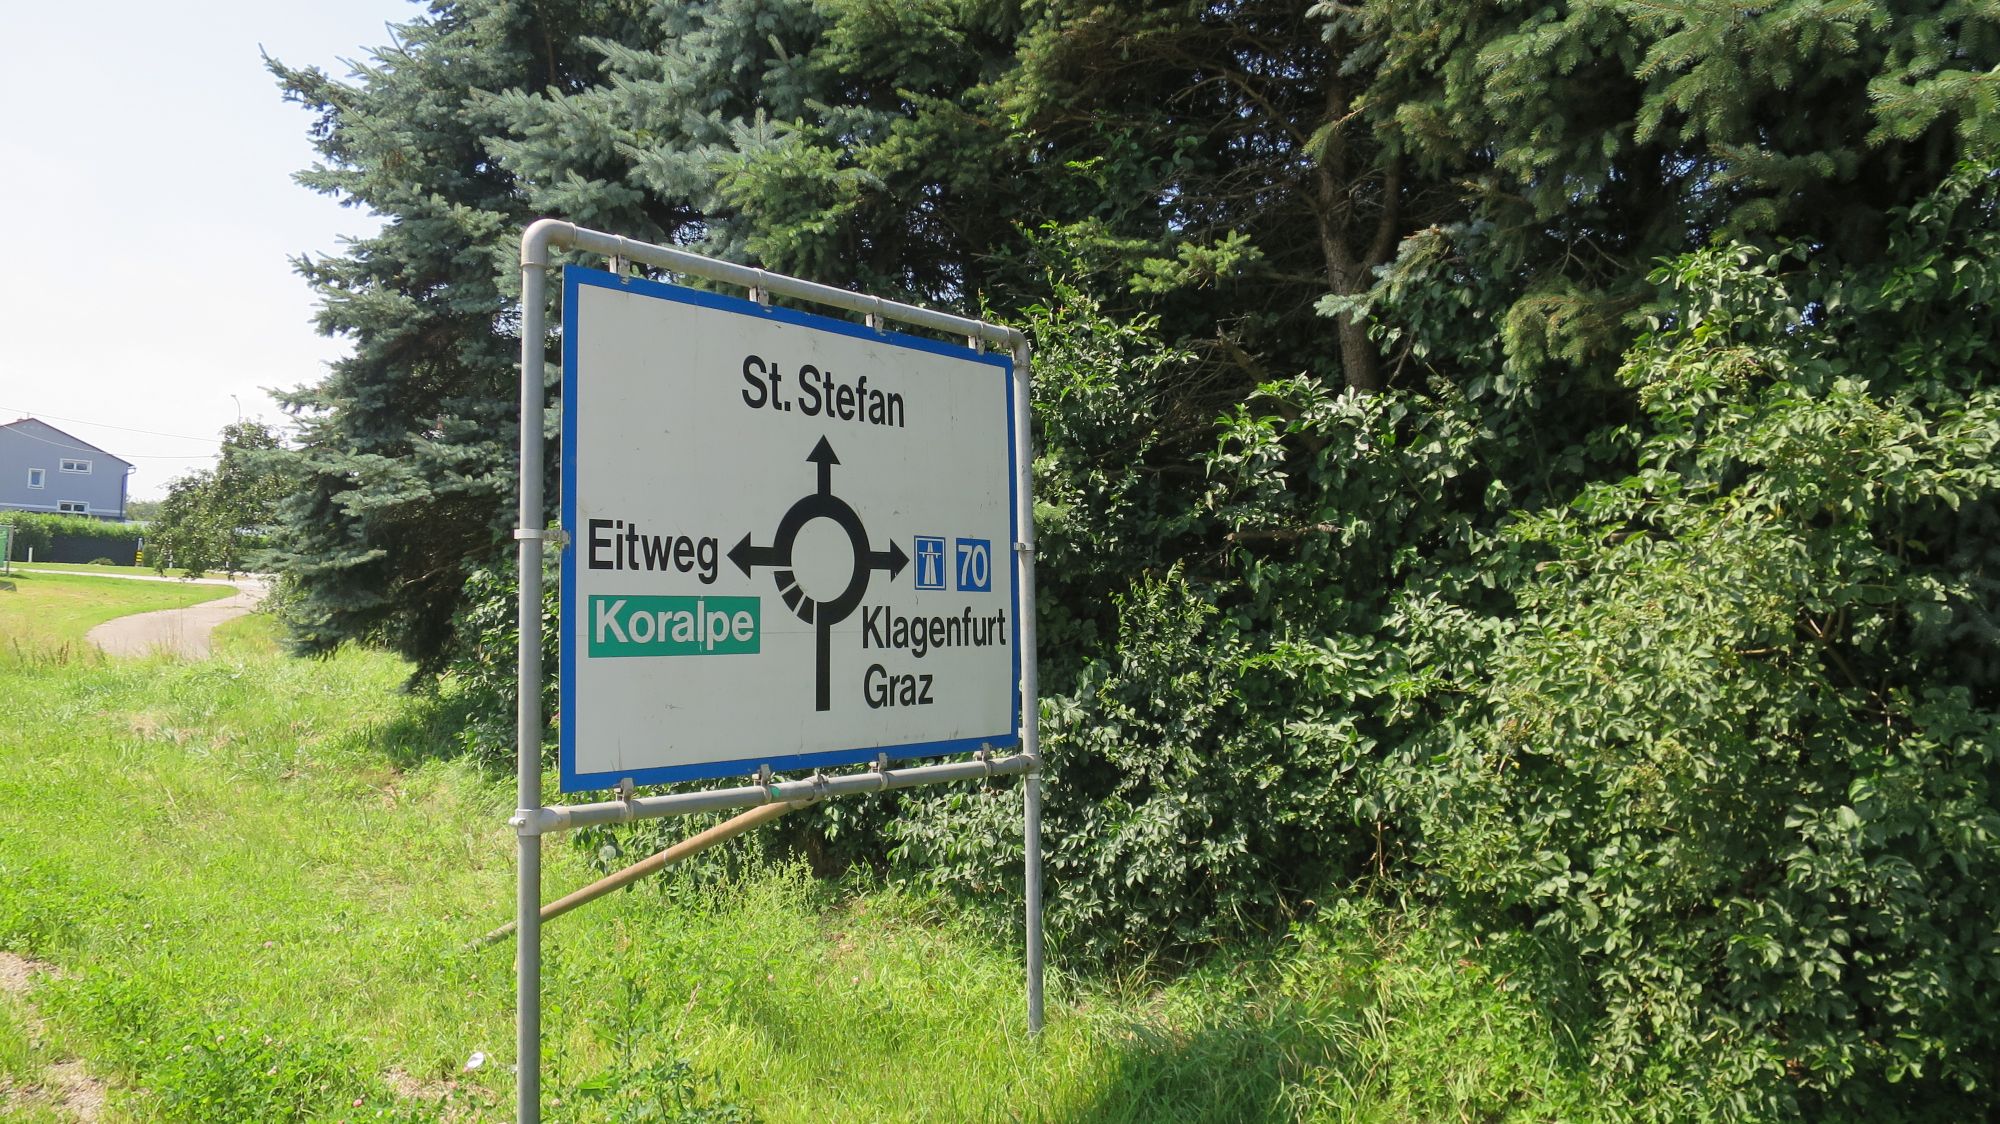 St. Stefan
Eitweg
70
Koralpe
Klagenfurt
Graz